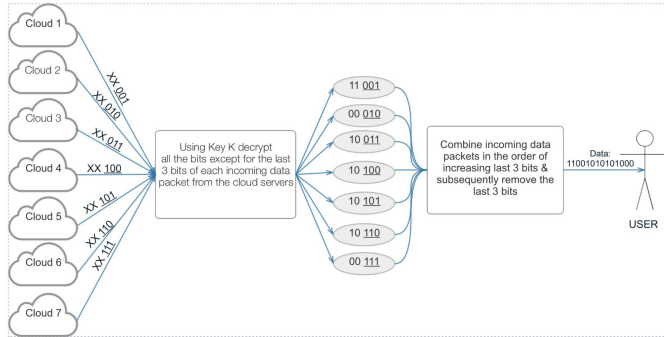 Cloud 1
Cloud 2
Cloud 3
Cloud 4
Cloud 5
Cloud 6
Cloud 7
XX 001
XX 010
XX 011
XX 100
XX 101
XX 110
XX 111
Using Key K decrypt
all the bits except for the last
3 bits of each incoming data
packet from the cloud servers
11 001
00 010
10 011
10 100
10 101
10 110
00 111
Combine incoming data
packets in the order of
increasing last 3 bits &
subsequently remove the
last 3 bits
Data:
11001010101000
USER